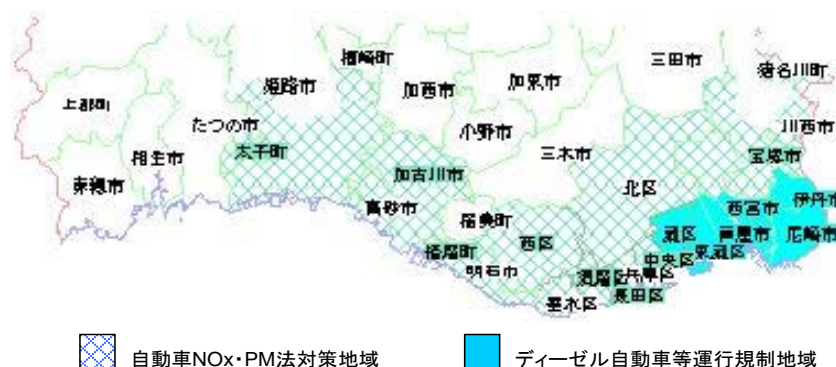 福崎町
三田市
猪名川町
姫路市
加西市
加東市
上郡町
たつの市
小野市
川西市
相生市
太子町
三木市
宝塚市
赤穂市
加古川市
北区
高砂市
稲美町
西宮市
伊丹市
西区
灘区
芦屋市
尼崎市
播磨町
中央区
東灘区
明石市
須磨区
兵庫区
垂水区
長田区
自動車NOx・PM法対策地域
ディーゼル自動車等運行規制地域